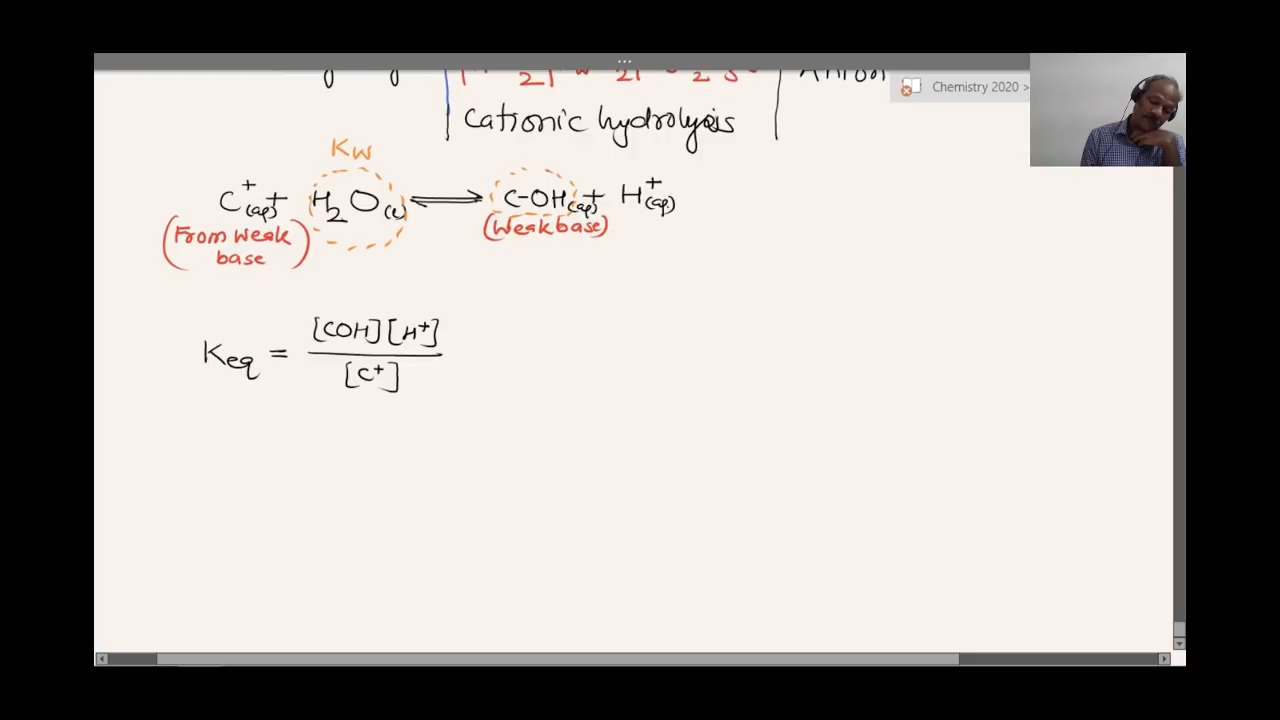 Chemistry 2020 >
Cationic hydrolysis
Kw
C⁺(aq) + H₂O(l) ⇌ C-OH(aq) + H⁺(aq)
(From weak base) (Weak base)
Keq = [COH][H⁺] / [C⁺]